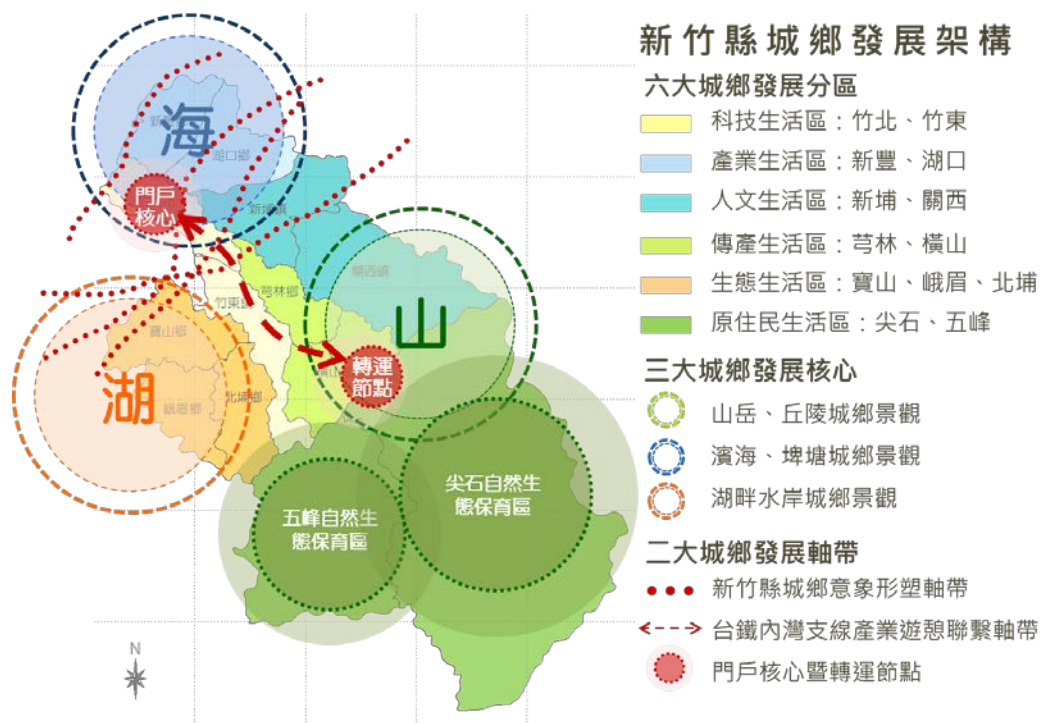 新竹縣城鄉發展架構
六大城鄉發展分區
科技生活區：竹北、竹東
產業生活區：新豐、湖口
人文生活區：新埔、關西
傳產生活區：芎林、橫山
生態生活區：寶山、峨眉、北埔
原住民生活區：尖石、五峰
三大城鄉發展核心
山岳、丘陵城鄉景觀
濱海、埤塘城鄉景觀
湖畔水岸城鄉景觀
二大城鄉發展軸帶
新竹縣城鄉意象形塑軸帶
台鐵內灣支線產業遊憩聯繫軸帶
門戶核心暨轉運節點
海
湖口鄉
門戶
核心
新埔鎮
關西鎮
芎林鄉
竹東鎮
山
寶山鄉
轉運
節點
湖
北埔鄉
峨眉鄉
尖石自然生
態保育區
五峰自然生
態保育區
N